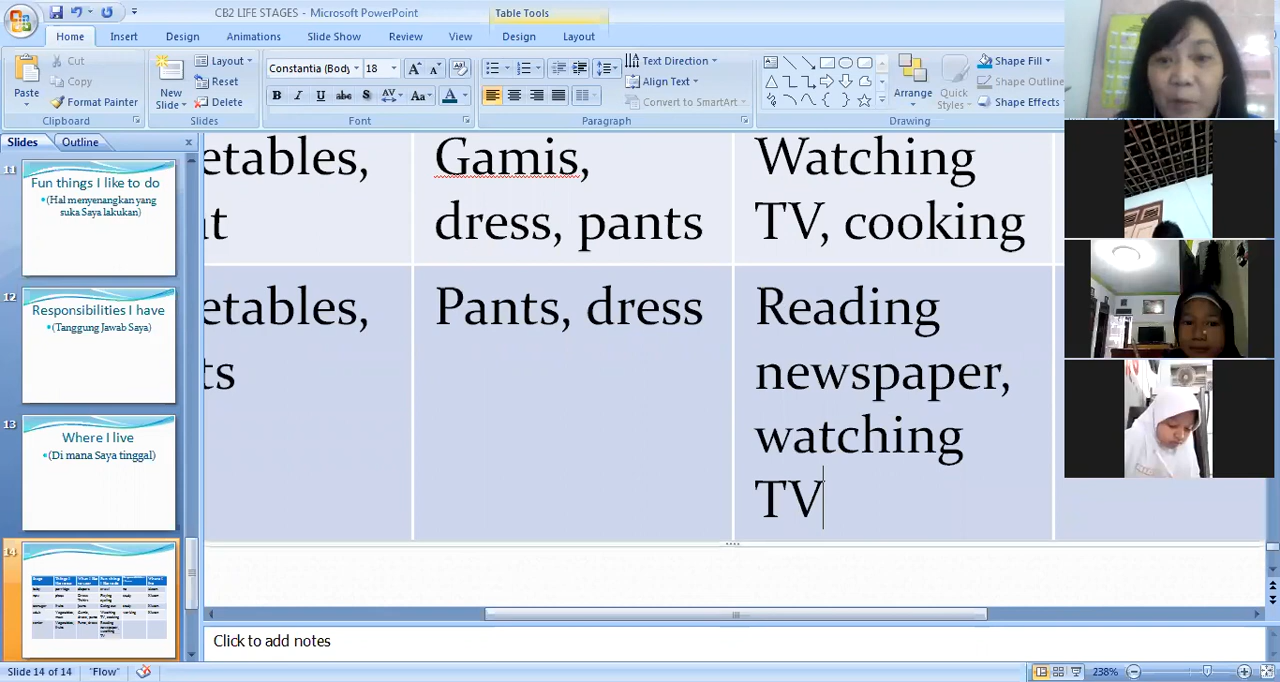 CB2 LIFE STAGES - Microsoft PowerPoint
Table Tools
Home
Insert
Design
Animations
Slide Show
Review
View
Design
Layout
Paste
Cut
Copy
Format Painter
Clipboard
New Slide
Layout
Reset
Delete
Slides
Constantia (Body)
18
Font
Text Direction
Align Text
Convert to SmartArt
Paragraph
Arrange
Quick Styles
Shape Fill
Shape Outline
Shape Effects
Drawing
Slides
Outline
11
Fun things I like to do
(Hal menyenangkan yang
suka Saya lakukan)
12
Responsibilities I have
(Tanggung Jawab Saya)
13
Where I live
(Di mana Saya tinggal)
14
etables,
at
Gamis,
dress, pants
Watching
TV, cooking
etables,
ts
Pants, dress
Reading
newspaper,
watching
TV
Click to add notes
Slide 14 of 14
"Flow"
238%